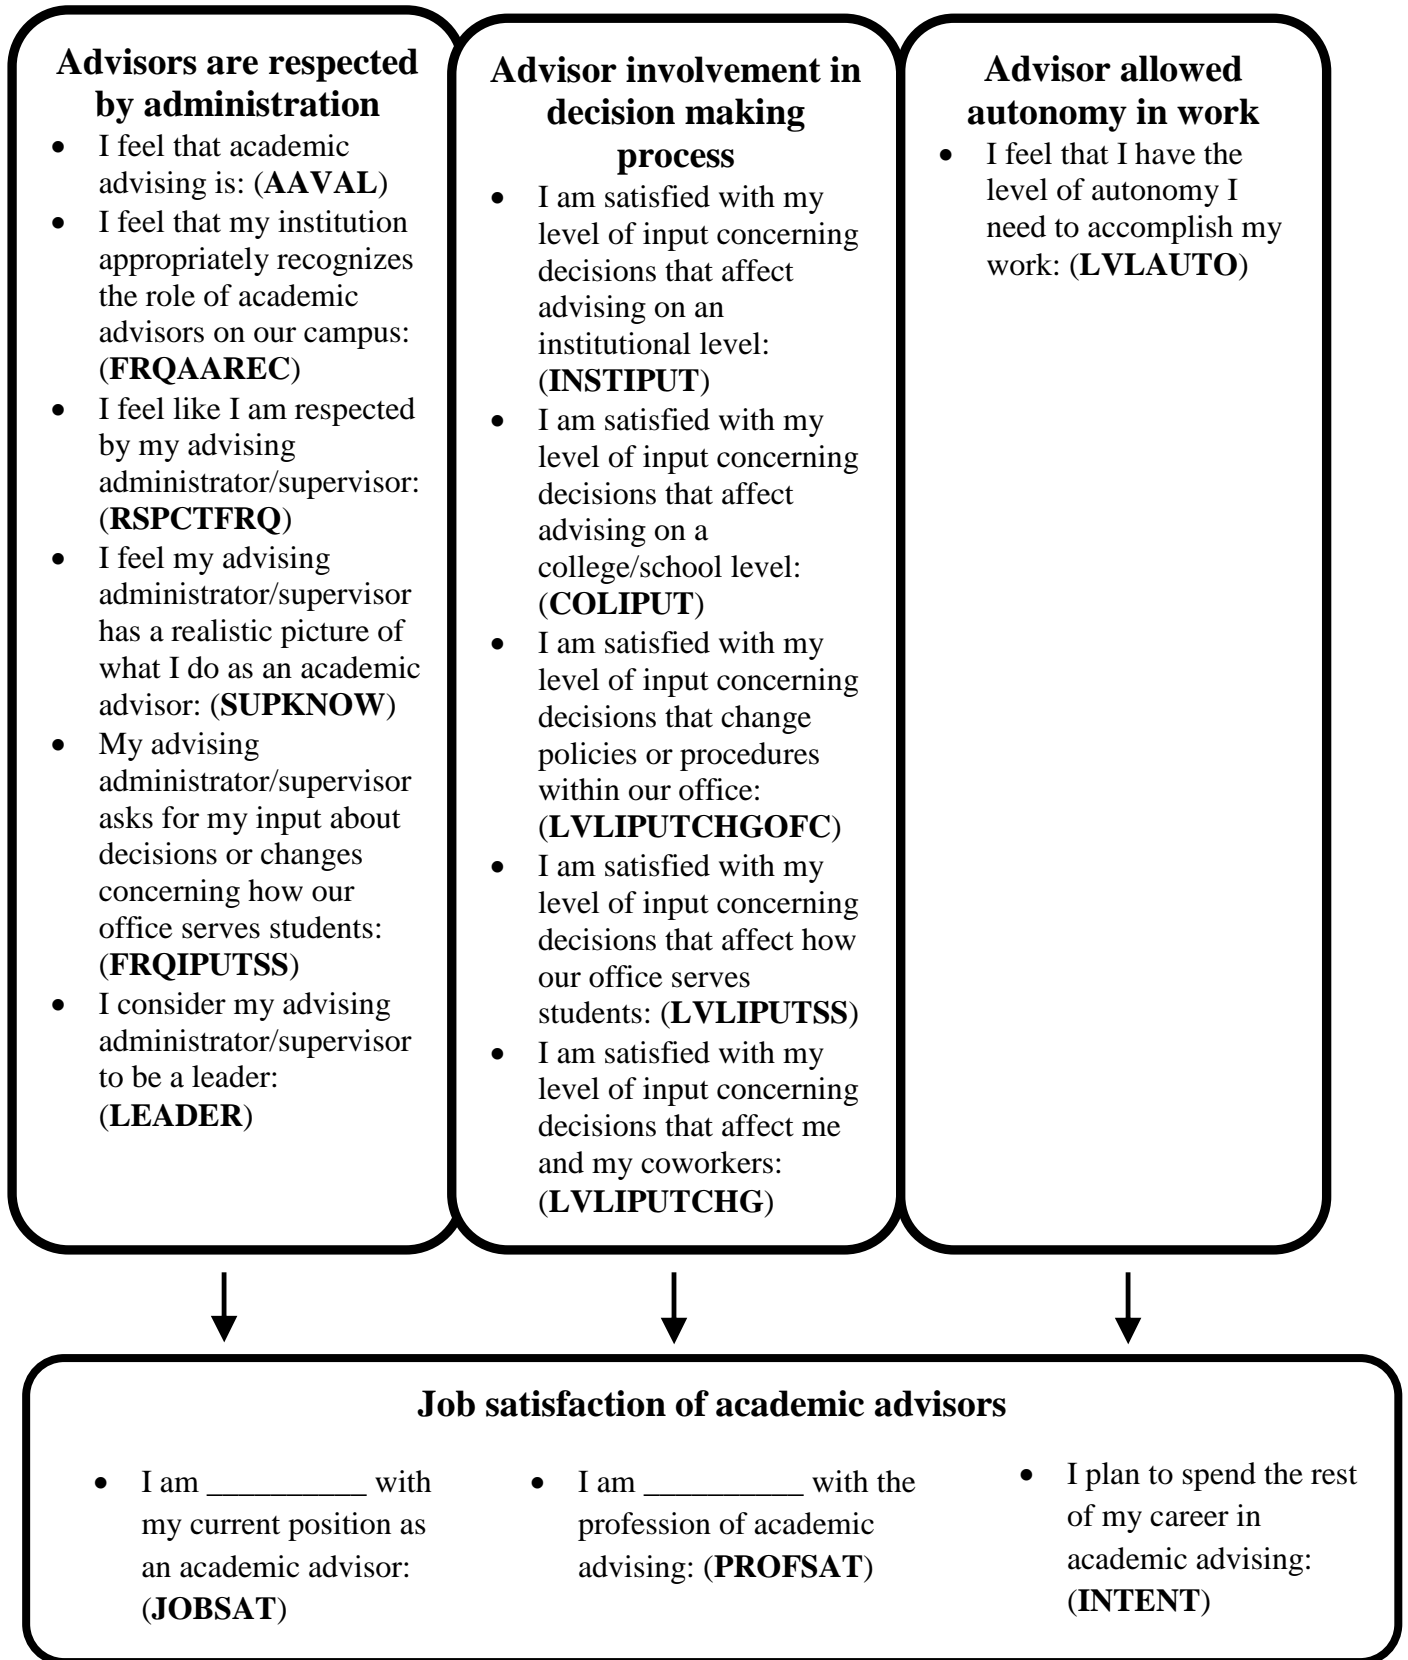 Advisors are respected
by administration
• I feel that academic
advising is: (AAVAL)
• I feel that my institution
appropriately recognizes
the role of academic
advisors on our campus:
(FRQAAREC)
• I feel like I am respected
by my advising
administrator/supervisor:
(RSPCTFRQ)
• I feel my advising
administrator/supervisor
has a realistic picture of
what I do as an academic
advisor: (SUPKNOW)
• My advising
administrator/supervisor
asks for my input about
decisions or changes
concerning how our
office serves students:
(FRQIPUTSS)
• I consider my advising
administrator/supervisor
to be a leader:
(LEADER)
Advisor involvement in
decision making
process
• I am satisfied with my
level of input concerning
decisions that affect
advising on an
institutional level:
(INSTIPUT)
• I am satisfied with my
level of input concerning
decisions that affect
advising on a
college/school level:
(COLIPUT)
• I am satisfied with my
level of input concerning
decisions that change
policies or procedures
within our office:
(LVLIPUTCHGOFC)
• I am satisfied with my
level of input concerning
decisions that affect how
our office serves
students: (LVLIPUTSS)
• I am satisfied with my
level of input concerning
decisions that affect me
and my coworkers:
(LVLIPUTCHG)
Advisor allowed
autonomy in work
• I feel that I have the
level of autonomy I
need to accomplish my
work: (LVLAUTO)
Job satisfaction of academic advisors
• I am __________ with
my current position as
an academic advisor:
(JOBSAT)
• I am __________ with the
profession of academic
advising: (PROFSAT)
• I plan to spend the rest
of my career in
academic advising:
(INTENT)